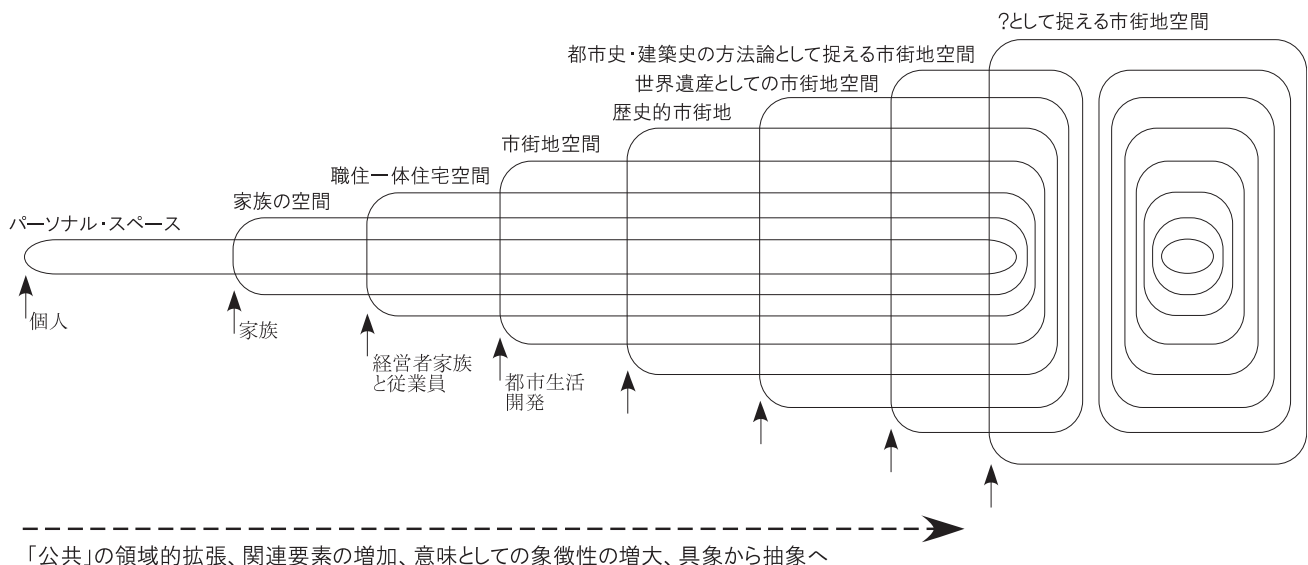 ?として捉える市街地空間
都市史・建築史の方法論として捉える市街地空間
世界遺産としての市街地空間
歴史的市街地
市街地空間
職住一体住宅空間
家族の空間
パーソナル・スペース
個人
家族
経営者家族
と従業員
都市生活
開発
「公共」の領域的拡張、関連要素の増加、意味としての象徴性の増大、具象から抽象へ